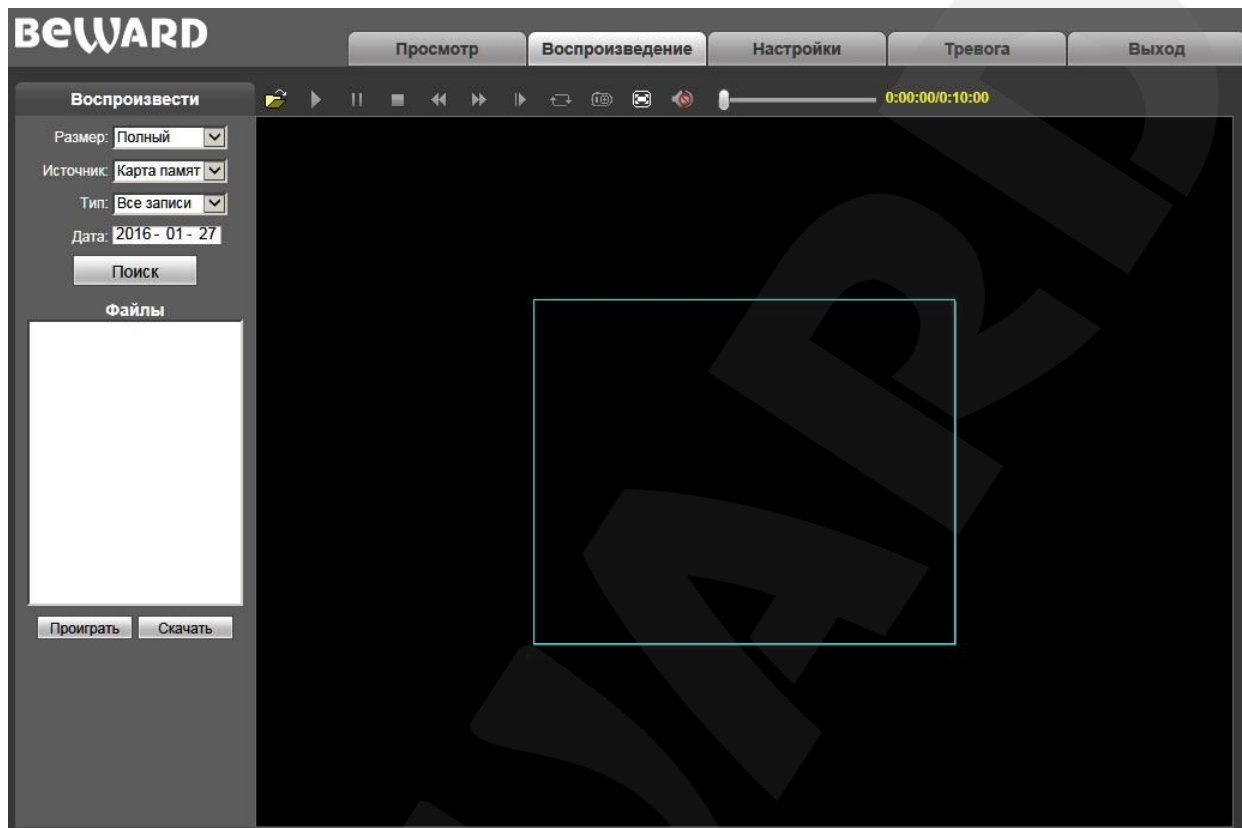 BEWARD
Просмотр Воспроизведение Настройки Тревога Выход
Воспроизвести
0:00:00/0:10:00
Размер: Полный
Источник: Карта памят
Тип: Все записи
Дата: 2016 - 01 - 27
Поиск
Файлы
Проиграть Скачать
BEWARD